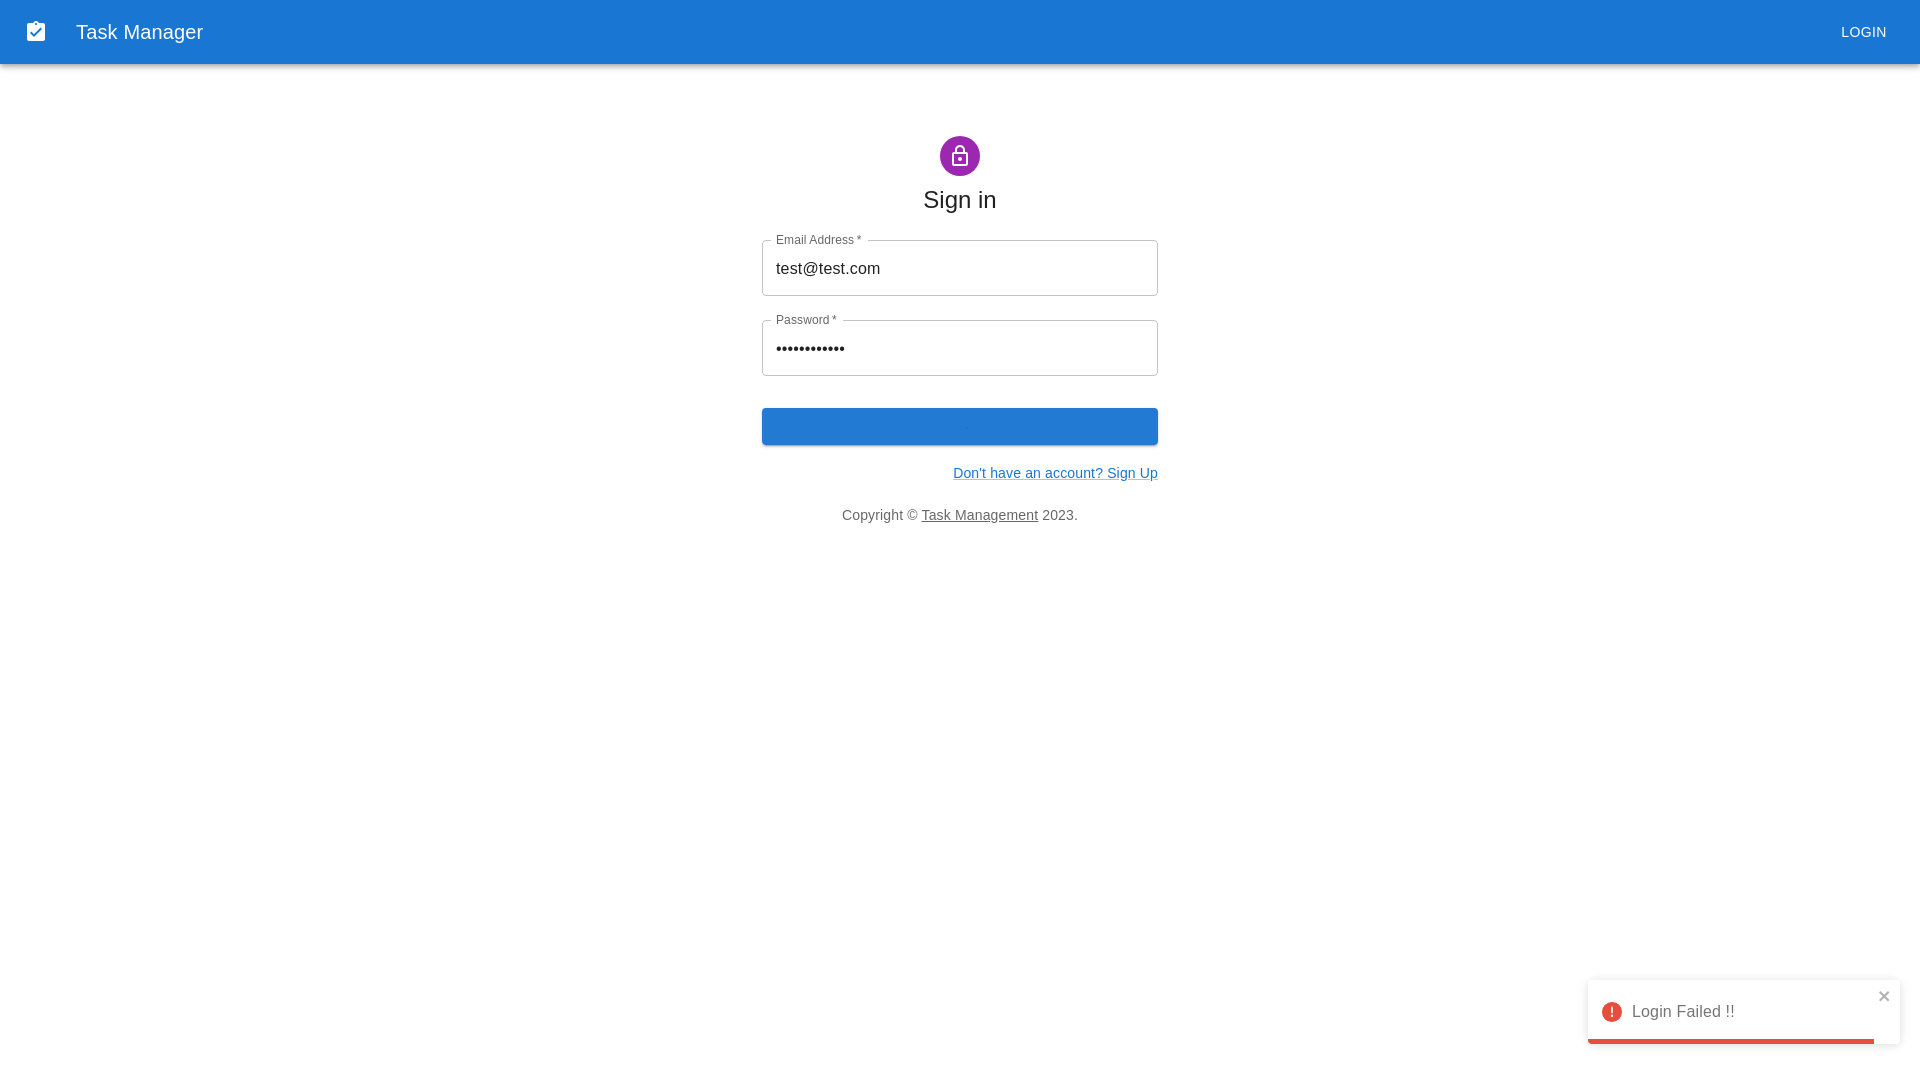 Task Manager
LOGIN
Sign in
Email Address *
test@test.com
Password *
••••••••••••
Don't have an account? Sign Up
Copyright © Task Management 2023.
Login Failed !!